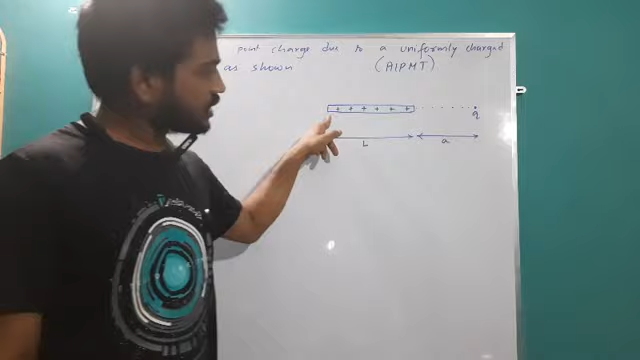 point charge due to a uniformly charged
as shown (AIPMT)
+ + + + + +
q
L a